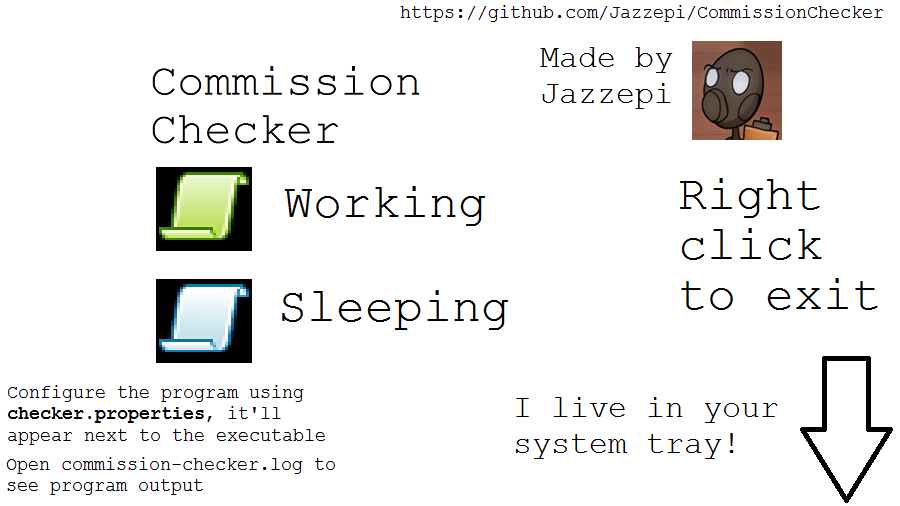 https://github.com/Jazzepi/CommissionChecker
Made by
Jazzepi
Commission
Checker
Working
Right
click
to exit
Sleeping
Configure the program using
checker.properties, it'll
appear next to the executable
Open commission-checker.log to
see program output
I live in your
system tray!